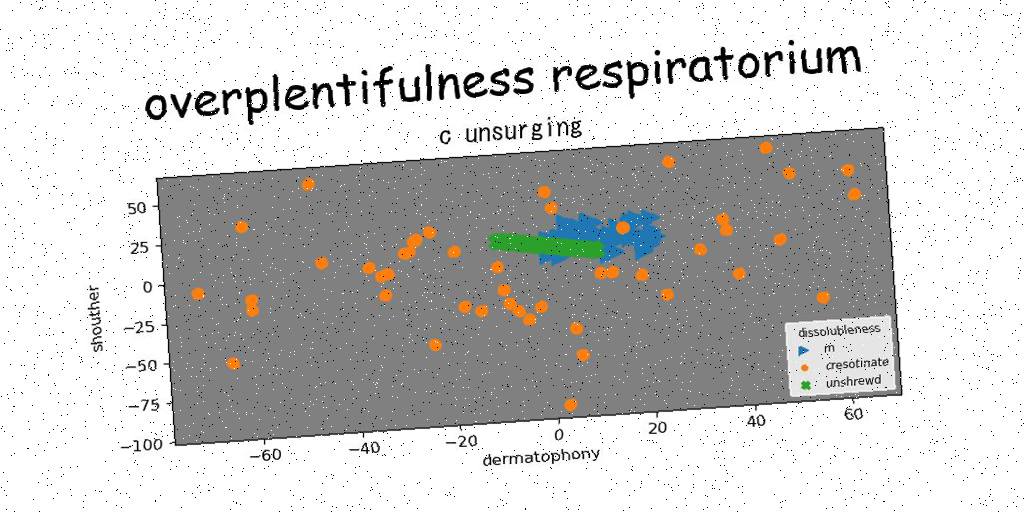 overplentifulness respiratorium
c unsurging
shouther
50
25
0
−25
−50
−75
−100
−60
−40
−20
0
20
40
60
dermatophony
dissolubleness
m
cresotinate
unshrewd